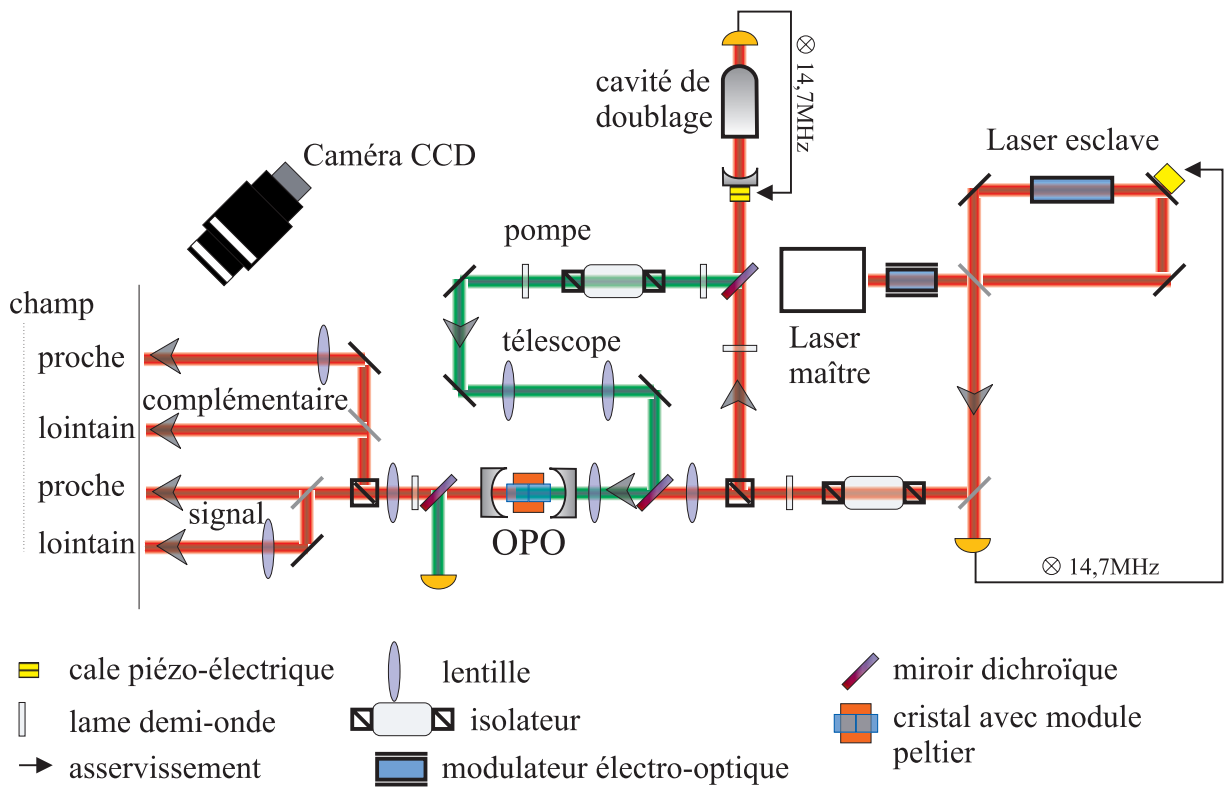 cavité de
doublage
⊗ 14,7MHz
Caméra CCD
Laser esclave
pompe
champ
télescope
Laser
maître
proche
complémentaire
lointain
proche
signal
lointain
OPO
⊗ 14,7MHz
cale piézo-électrique
lentille
miroir dichroïque
lame demi-onde
isolateur
cristal avec module
peltier
asservissement
modulateur électro-optique